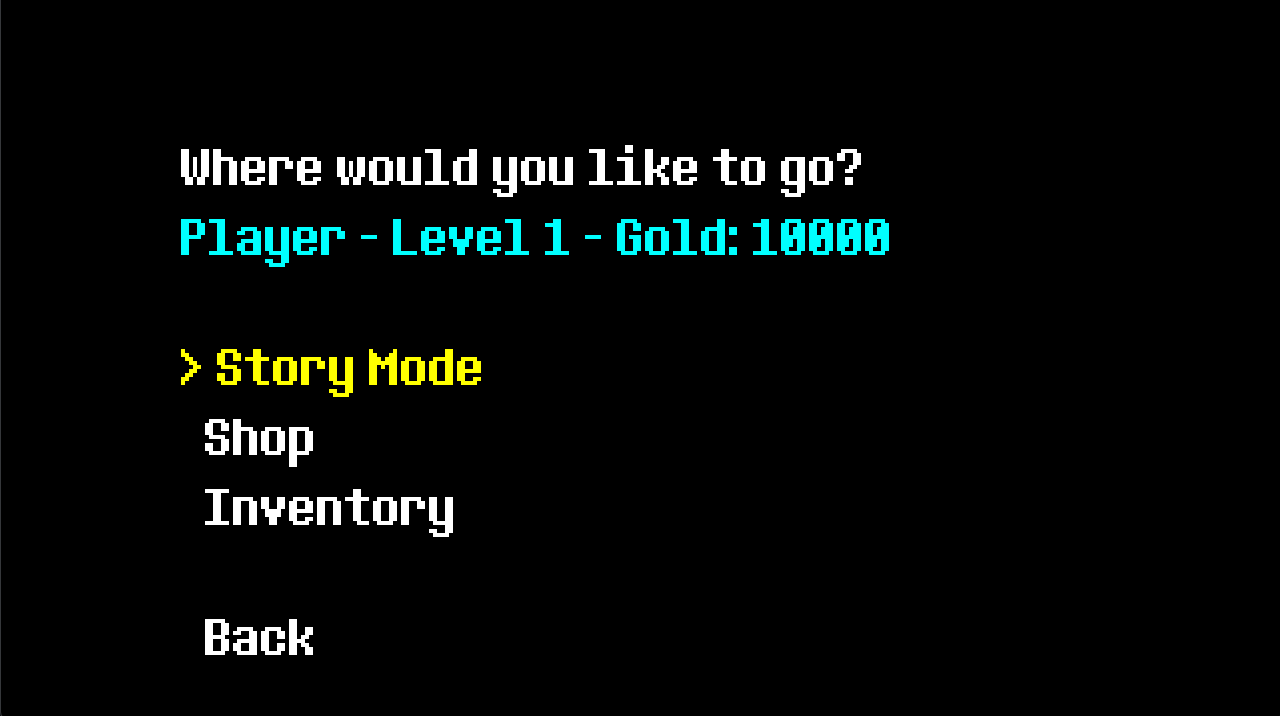 Where would you like to go?
Player - Level 1 - Gold: 10000
> Story Mode
Shop
Inventory
Back